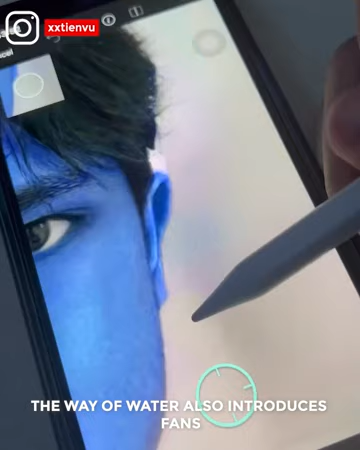 xxtienvu
THE WAY OF WATER ALSO INTRODUCES
FANS